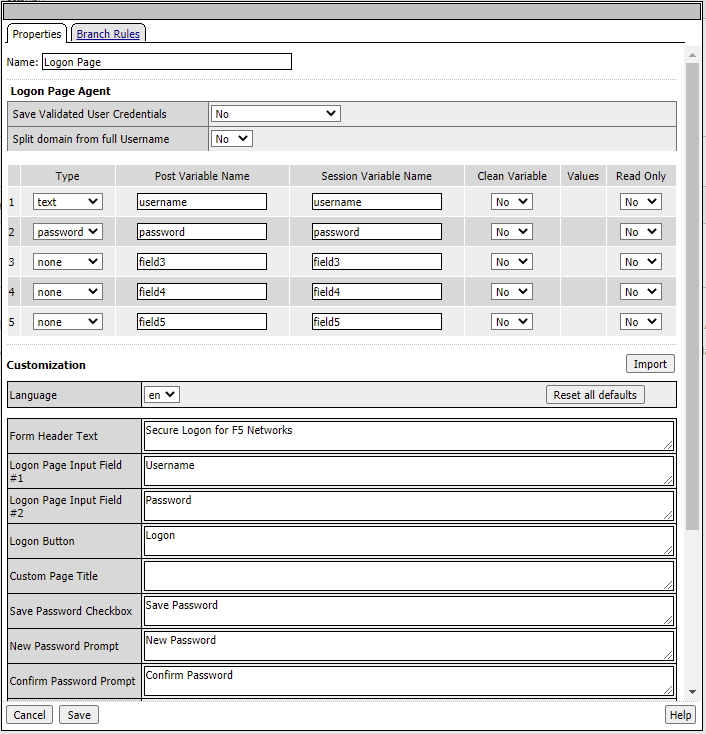 Properties Branch Rules
Name: Logon Page
Logon Page Agent
Save Validated User Credentials No
Split domain from full Username No
Type Post Variable Name Session Variable Name Clean Variable Values Read Only
1 text username username No No
2 password password password No No
3 none field3 field3 No No
4 none field4 field4 No No
5 none field5 field5 No No
Customization Import
Language en Reset all defaults
Form Header Text Secure Logon for F5 Networks
Logon Page Input Field Username
#1
Logon Page Input Field Password
#2
Logon Button Logon
Custom Page Title
Save Password Checkbox Save Password
New Password Prompt New Password
Confirm Password Prompt Confirm Password
Cancel Save Help